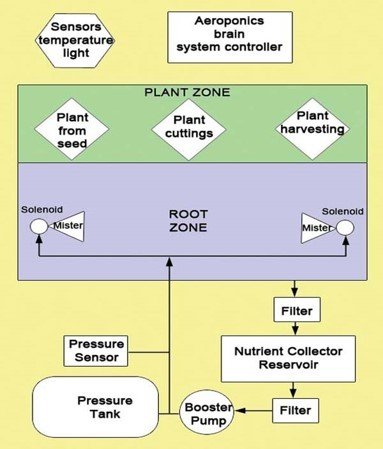 Sensors
temperature
light
Aeroponics
brain
system controller
PLANT ZONE
Plant
from
seed
Plant
cuttings
Plant
harvesting
Solenoid
Mister
ROOT
ZONE
Solenoid
Mister
Filter
Pressure
Sensor
Nutrient Collector
Reservoir
Pressure
Tank
Booster
Pump
Filter